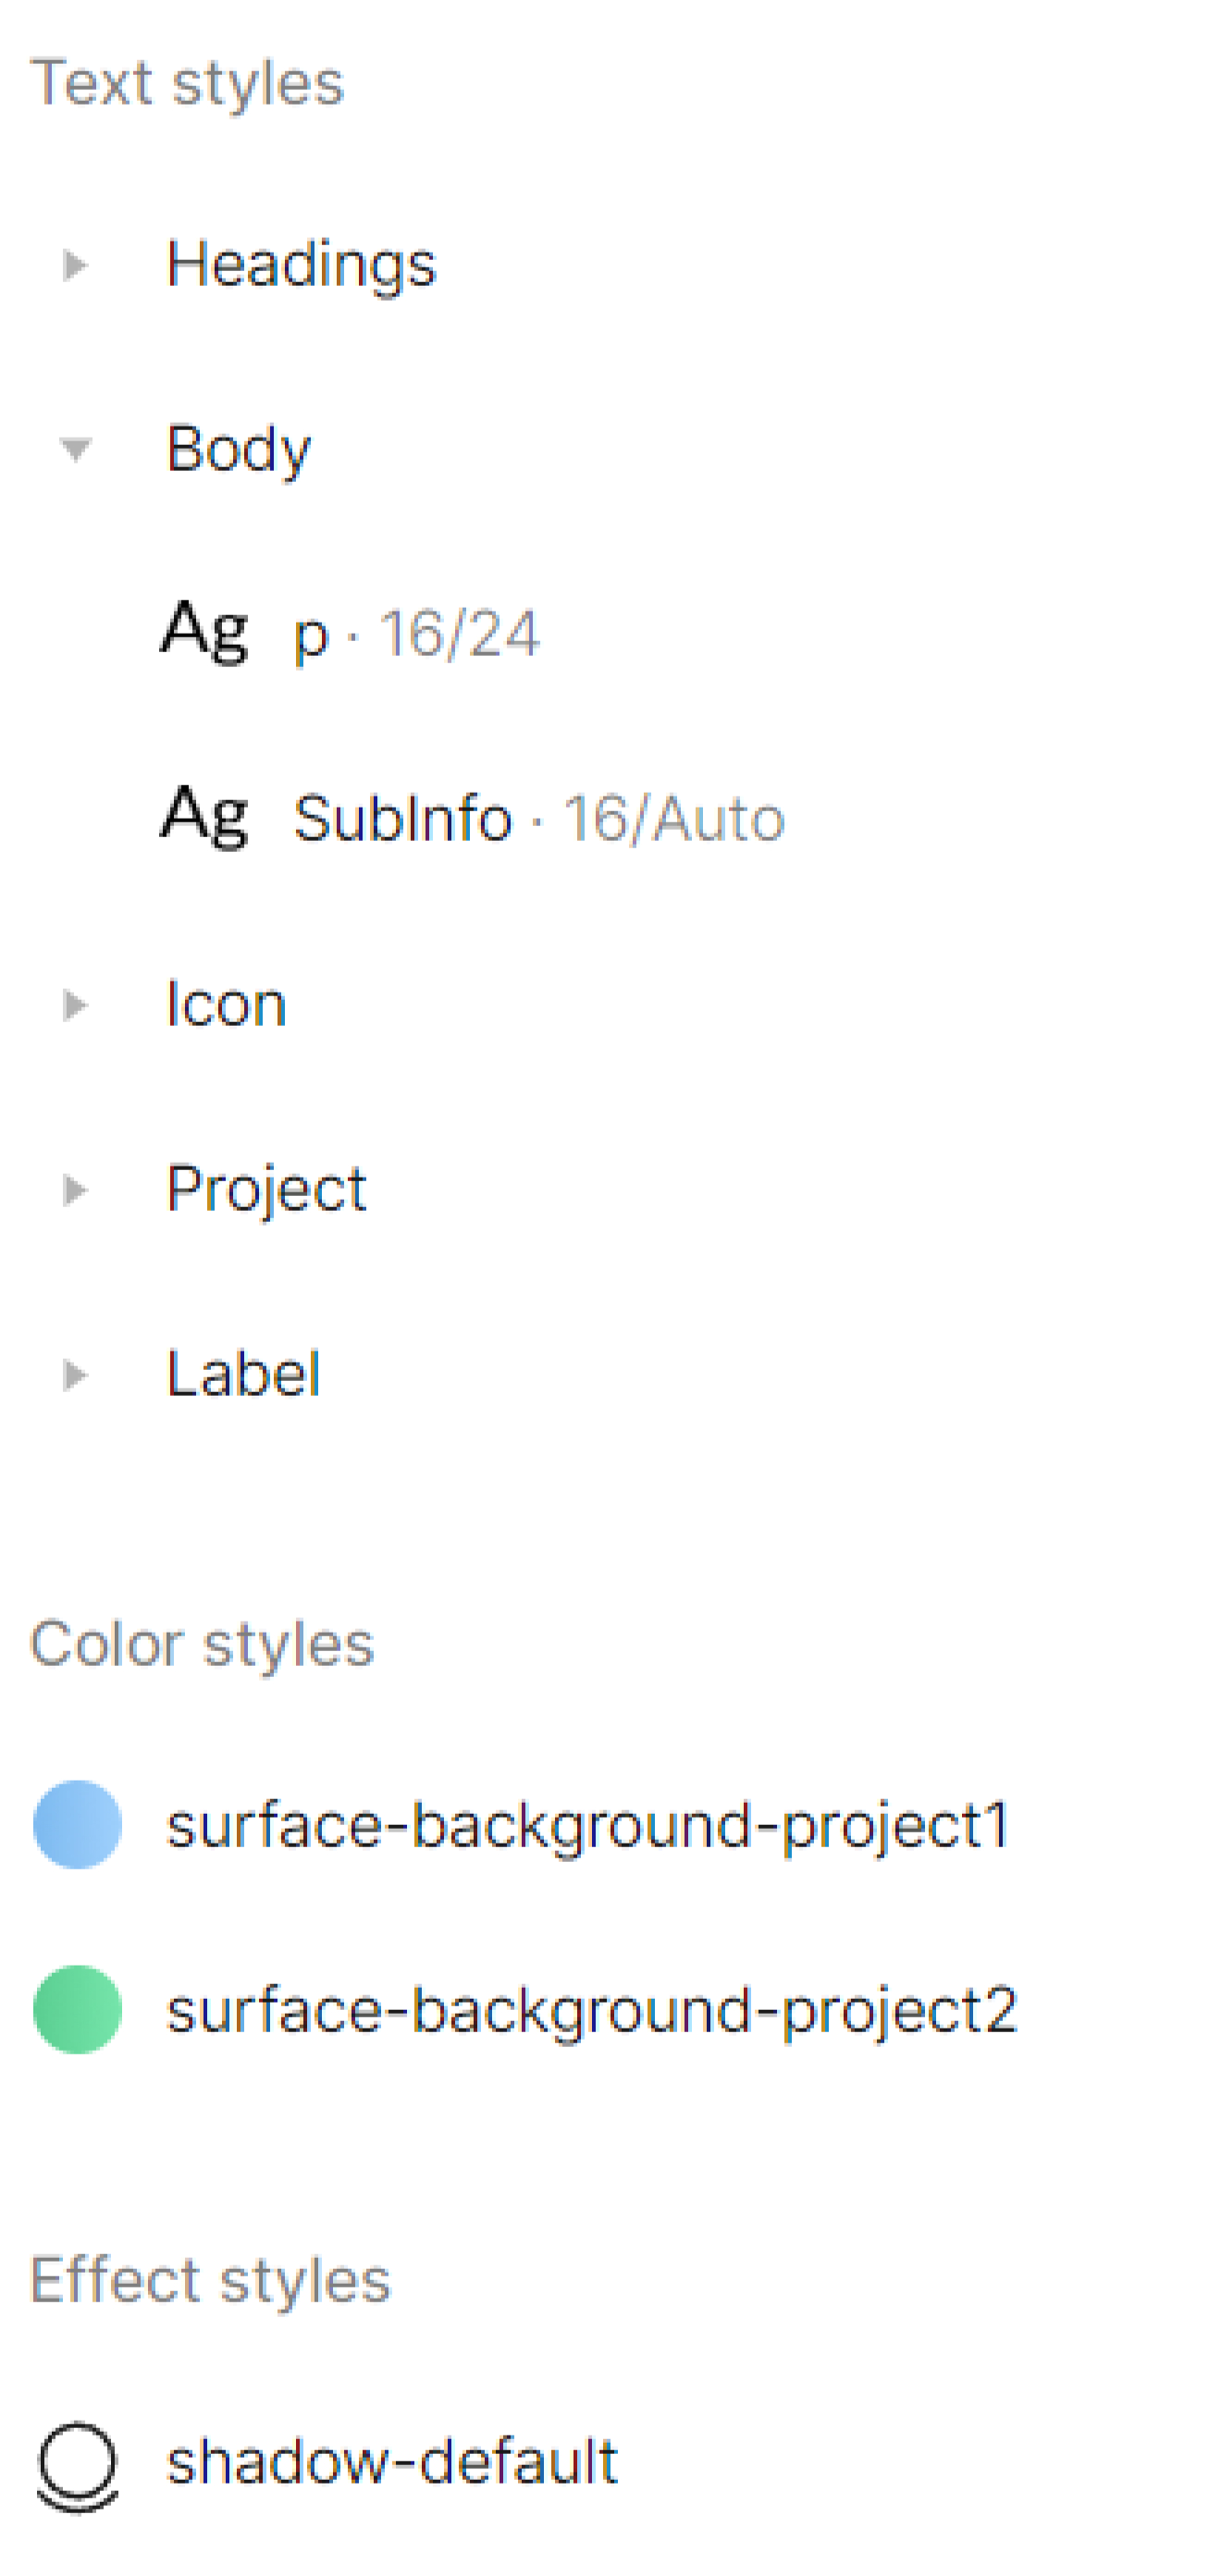 Text styles
Headings
Body
Ag p · 16/24
Ag SubInfo · 16/Auto
Icon
Project
Label
Color styles
surface-background-project1
surface-background-project2
Effect styles
shadow-default